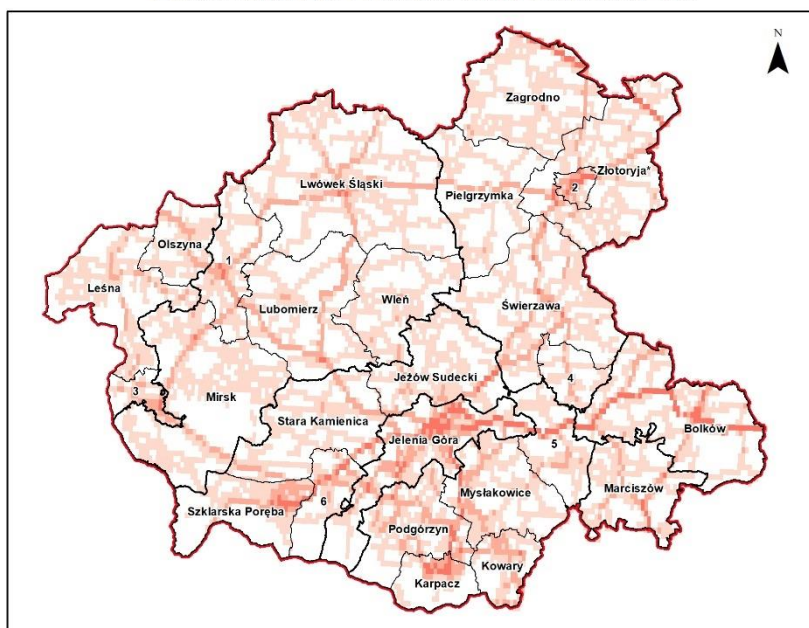 N
Zagrodno
Złotoryja*
2
Lwówek Śląski
Pielgrzymka
Olszyna
1
Leśna
Lubomierz
Wleń
Świerzawa
Jeżów Sudecki
4
3
Mirsk
Stara Kamienica
Jelenia Góra
5
Bolków
Marciszów
Mysłakowice
6
Szklarska Poręba
Podgórzyn
Kowary
Karpacz